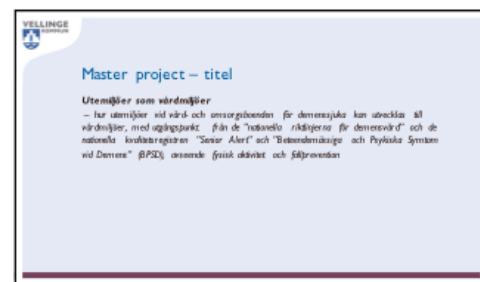 VELLINGE
KOMMUN
Master project – titel
Utemiljöer som vårdmiljöer
– hur utemiljöer vid vård- och omsorgsboenden för demenssjuka kan utvecklas till
vårdmiljöer, med utgångspunkt från de "nationella riktlinjerna för demensvård" och de
nationella kvalitetsregistren "Senior Alert" och "Beteendemässiga och Psykiska Symtom
vid Demens" (BPSD), avseende fysisk aktivitet och fallprevention